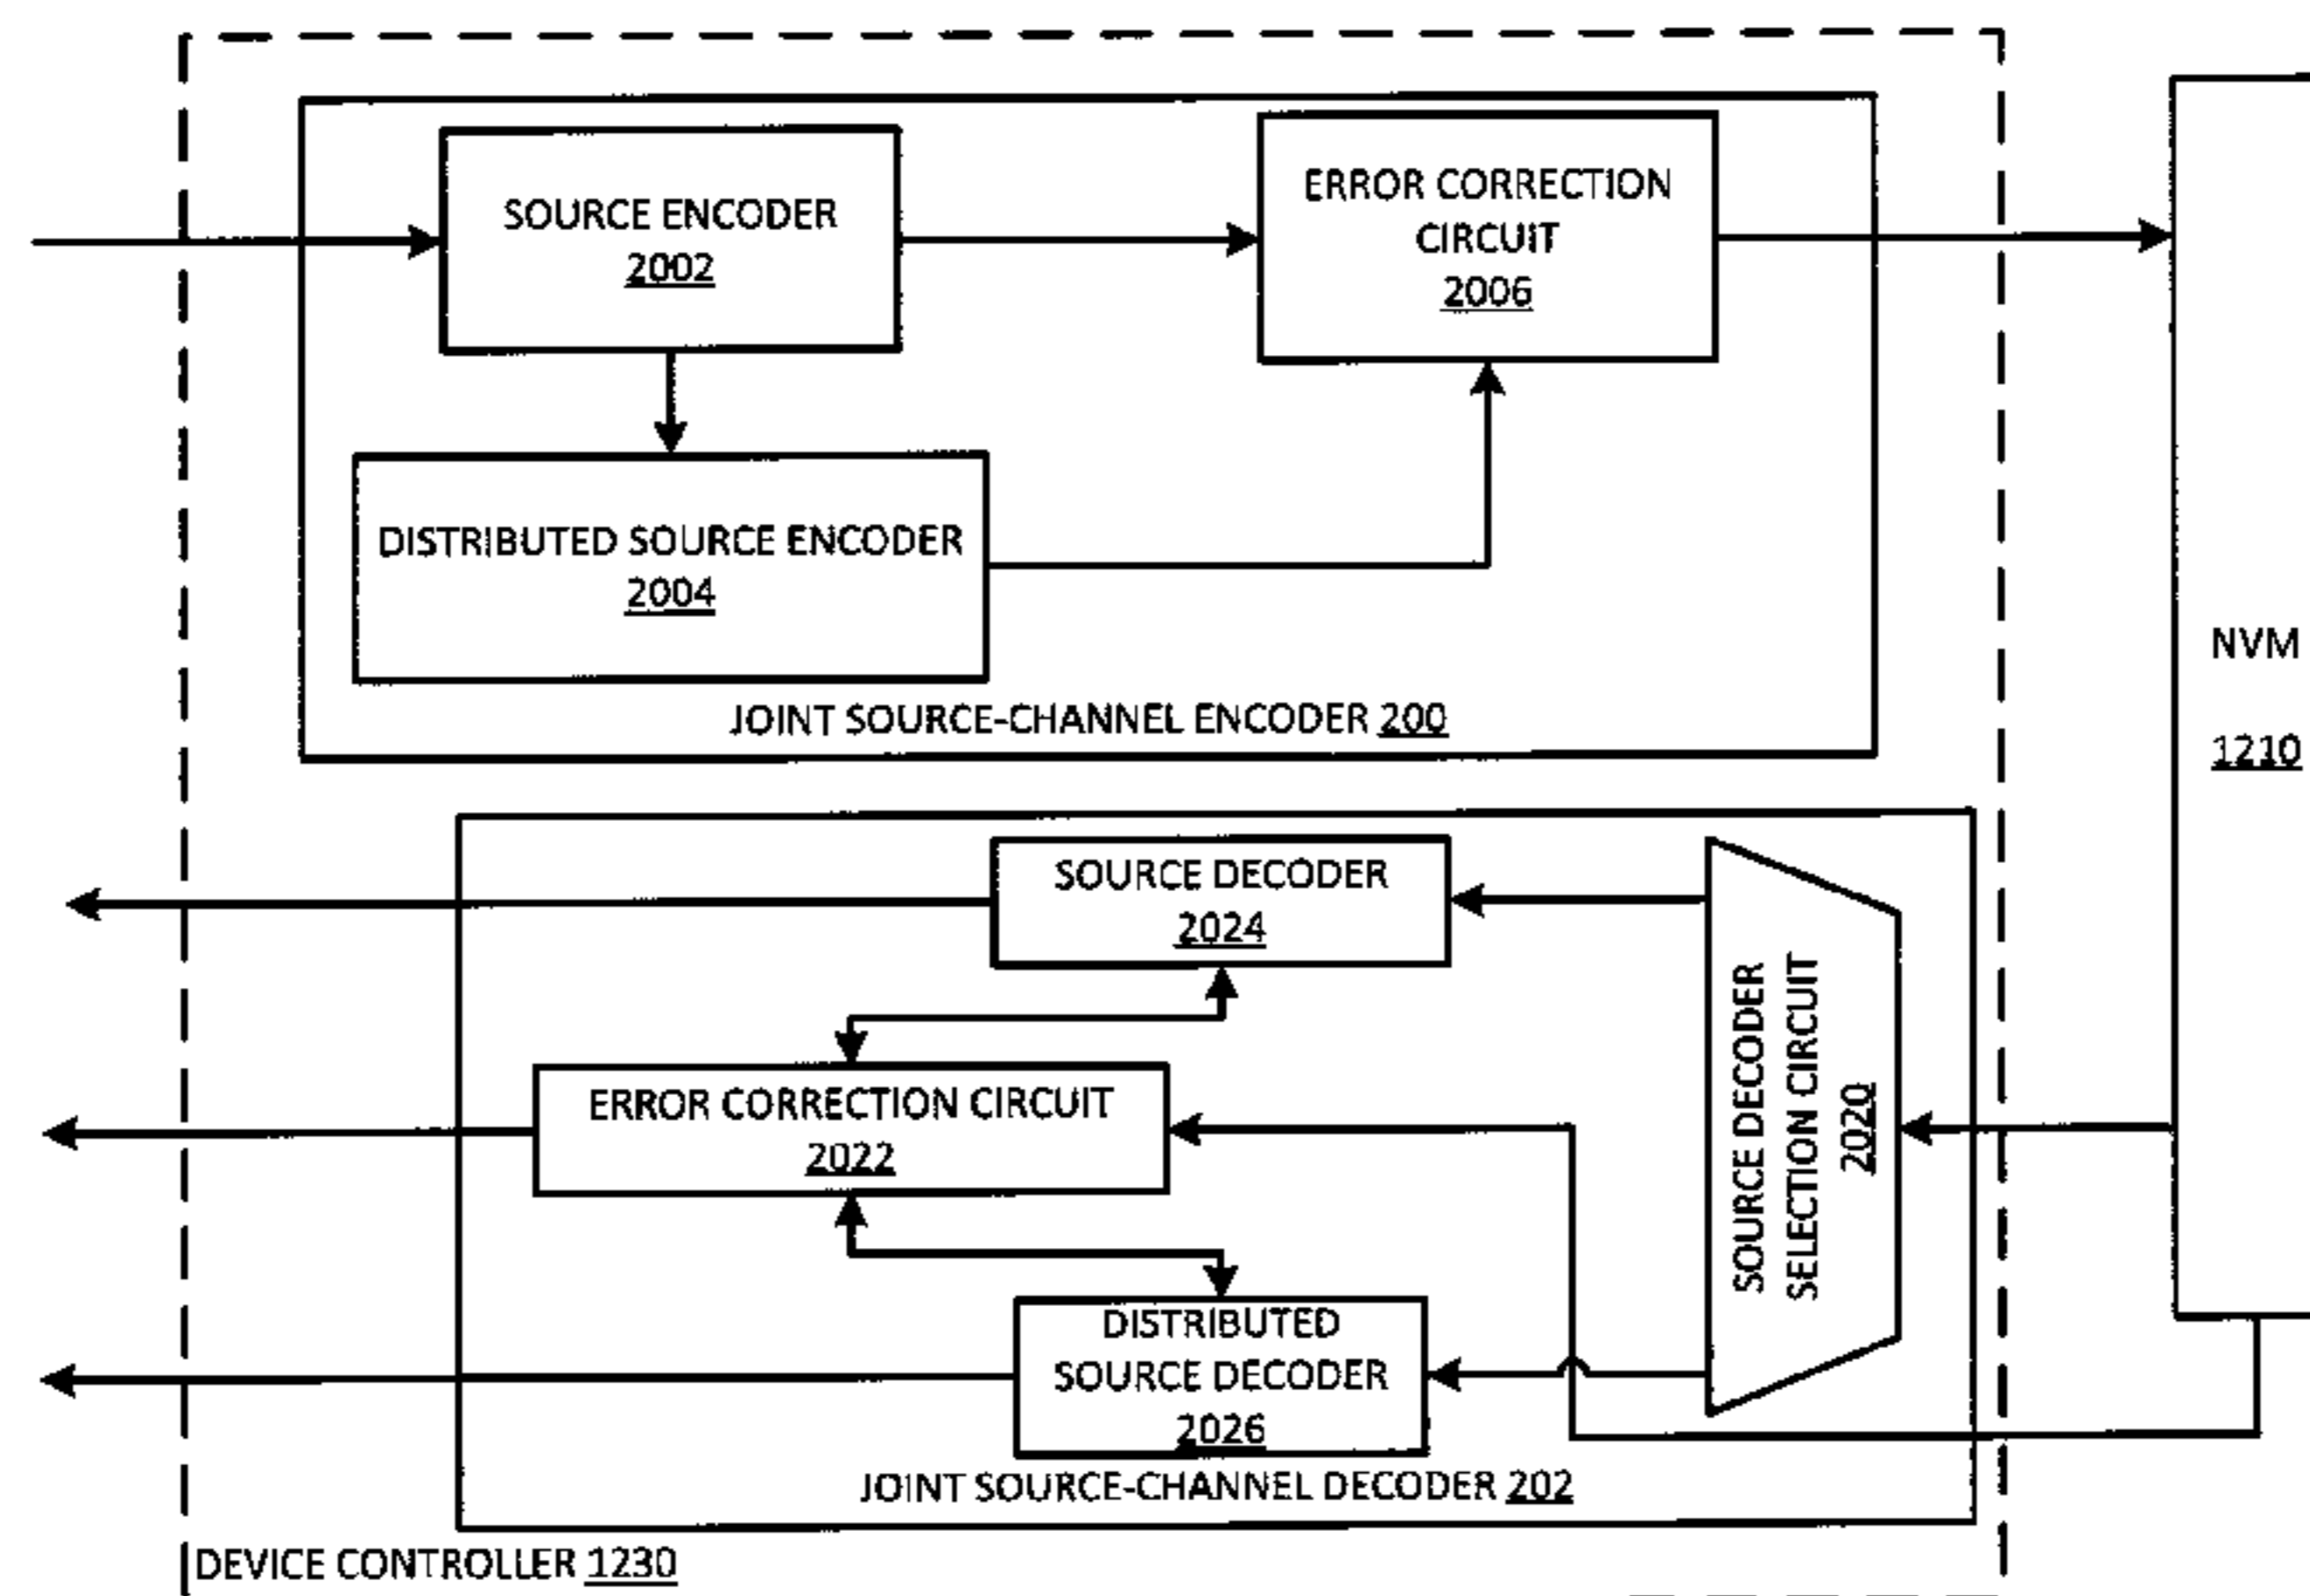 SOURCE ENCODER
2002
ERROR CORRECTION
CIRCUIT
2006
DISTRIBUTED SOURCE ENCODER
2004
JOINT SOURCE-CHANNEL ENCODER 200
NVM
1210
SOURCE DECODER
2024
SOURCE DECODER
SELECTION CIRCUIT
2020
ERROR CORRECTION CIRCUIT
2022
DISTRIBUTED
SOURCE DECODER
2026
JOINT SOURCE-CHANNEL DECODER 202
DEVICE CONTROLLER 1230